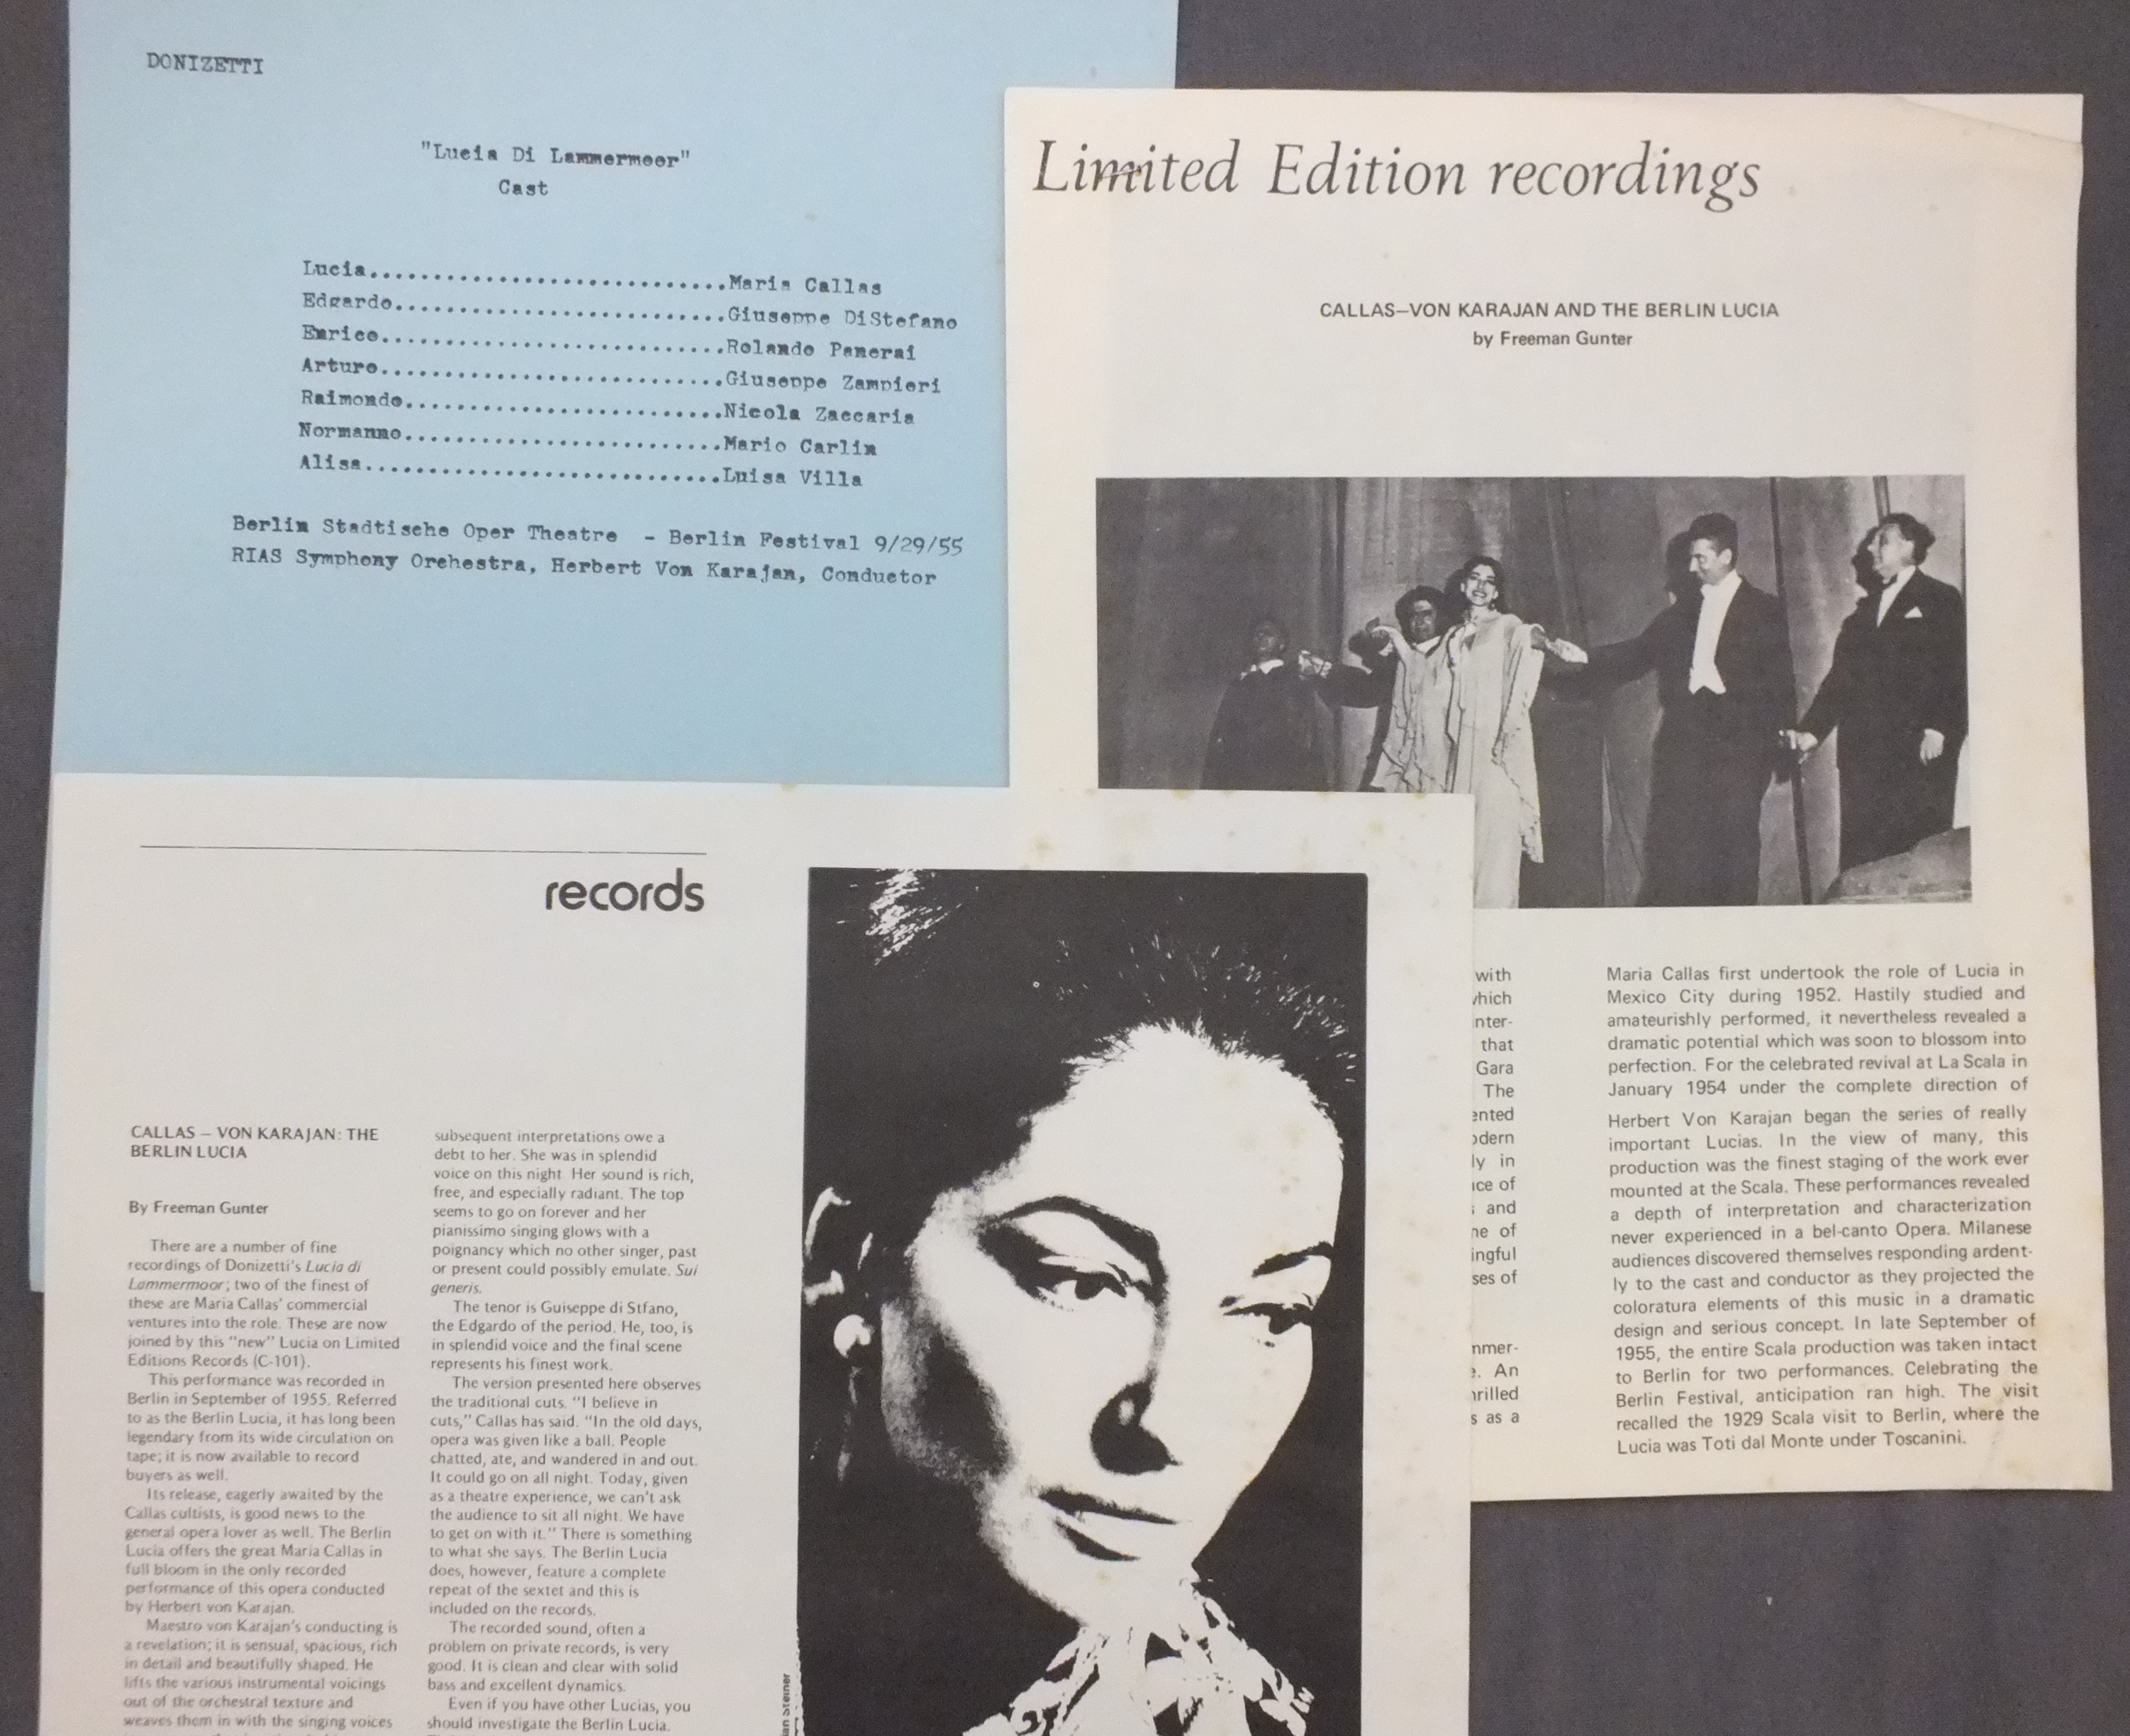 DONIZETTI
"Lucia Di Lammermoor"
Cast
Lucia............................Maria Callas
Edgardo..........................Giuseppe DiStefano
Enrico...........................Rolando Panerai
Arturo...........................Giuseppe Zampieri
Raimondo.........................Nicola Zaccaria
Normanno.........................Mario Carlin
Alisa............................Luisa Villa
Berlin Stadtische Oper Theatre - Berlin Festival 9/29/55
RIAS Symphony Orchestra, Herbert Von Karajan, Conductor
Limited Edition recordings
CALLAS—VON KARAJAN AND THE BERLIN LUCIA
by Freeman Gunter
with
that
Gara
The
ly in
and
of
ses of
An
s as a
Maria Callas first undertook the role of Lucia in
Mexico City during 1952. Hastily studied and
amateurishly performed, it nevertheless revealed a
dramatic potential which was soon to blossom into
perfection. For the celebrated revival at La Scala in
January 1954 under the complete direction of
Herbert Von Karajan began the series of really
important Lucias. In the view of many, this
production was the finest staging of the work ever
mounted at the Scala. These performances revealed
a depth of interpretation and characterization
never experienced in a bel-canto Opera. Milanese
audiences discovered themselves responding ardent-
ly to the cast and conductor as they projected the
coloratura elements of this music in a dramatic
design and serious concept. In late September of
1955, the entire Scala production was taken intact
to Berlin for two performances. Celebrating the
Berlin Festival, anticipation ran high. The visit
recalled the 1929 Scala visit to Berlin, where the
Lucia was Toti dal Monte under Toscanini.
records
CALLAS – VON KARAJAN: THE
BERLIN LUCIA
By Freeman Gunter
There are a number of fine
recordings of Donizetti's Lucia di
Lammermoor; two of the finest of
these are Maria Callas' commercial
ventures into the role. These are now
joined by this "new" Lucia on Limited
Editions Records (C-101).
This performance was recorded in
Berlin in September of 1955. Referred
to as the Berlin Lucia, it has long been
legendary from its wide circulation on
tape; it is now available to record
buyers as well.
Its release, eagerly awaited by the
Callas cultists, is good news to the
general opera lover as well. The Berlin
Lucia offers the great Maria Callas in
full bloom in the only recorded
performance of this opera conducted
by Herbert von Karajan.
Maestro von Karajan's conducting is
a revelation; it is sensual, spacious, rich
in detail and beautifully shaped. He
lifts the various instrumental voicings
out of the orchestral texture and
weaves them in with the singing voices
subsequent interpretations owe a
debt to her. She was in splendid
voice on this night Her sound is rich,
free, and especially radiant. The top
seems to go on forever and her
pianissimo singing glows with a
poignancy which no other singer, past
or present could possibly emulate. Sui
generis.
The tenor is Guiseppe di Stfano,
the Edgardo of the period. He, too, is
in splendid voice and the final scene
represents his finest work.
The version presented here observes
the traditional cuts. "I believe in
cuts," Callas has said. "In the old days,
opera was given like a ball. People
chatted, ate, and wandered in and out.
It could go on all night. Today, given
as a theatre experience, we can't ask
the audience to sit all night. We have
to get on with it." There is something
to what she says. The Berlin Lucia
does, however, feature a complete
repeat of the sextet and this is
included on the records.
The recorded sound, often a
problem on private records, is very
good. It is clean and clear with solid
bass and excellent dynamics.
Even if you have other Lucias, you
should investigate the Berlin Lucia.
Steiner